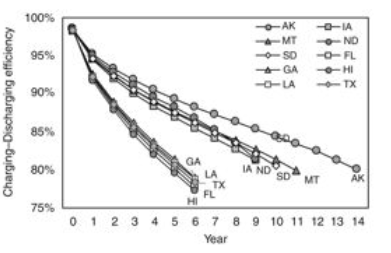 Charging–Discharging efficiency
100%
95%
90%
85%
80%
75%
AK IA
MT ND
SD FL
GA HI
LA TX
GA
LA
TX
FL
HI
IA ND
SD
MT
AK
0 1 2 3 4 5 6 7 8 9 10 11 12 13 14
Year